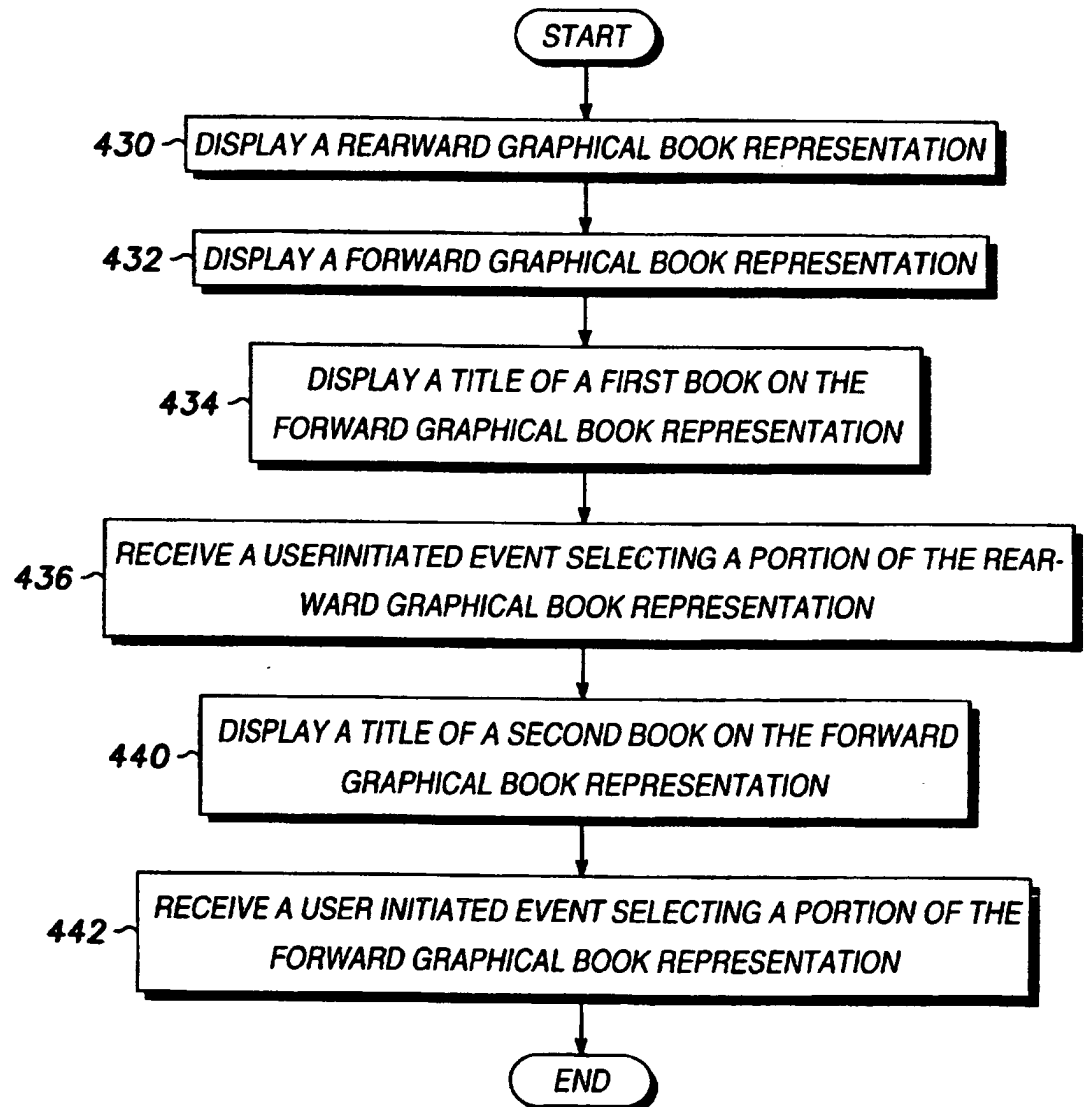 START
430
DISPLAY A REARWARD GRAPHICAL BOOK REPRESENTATION
432
DISPLAY A FORWARD GRAPHICAL BOOK REPRESENTATION
434
DISPLAY A TITLE OF A FIRST BOOK ON THE
FORWARD GRAPHICAL BOOK REPRESENTATION
436
RECEIVE A USERINITIATED EVENT SELECTING A PORTION OF THE REAR-
WARD GRAPHICAL BOOK REPRESENTATION
440
DISPLAY A TITLE OF A SECOND BOOK ON THE FORWARD
GRAPHICAL BOOK REPRESENTATION
442
RECEIVE A USER INITIATED EVENT SELECTING A PORTION OF THE
FORWARD GRAPHICAL BOOK REPRESENTATION
END